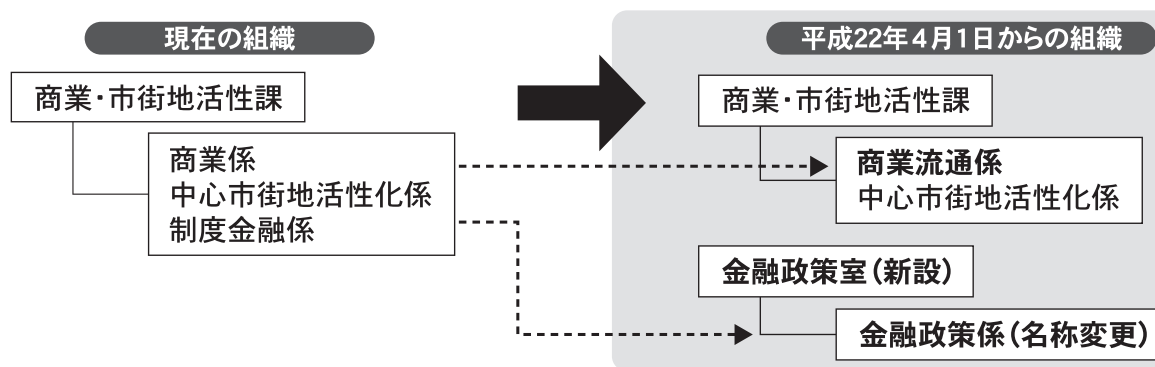 現在の組織
商業・市街地活性課
商業係
中心市街地活性化係
制度金融係
平成22年4月1日からの組織
商業・市街地活性課
商業流通係
中心市街地活性化係
金融政策室（新設）
金融政策係（名称変更）